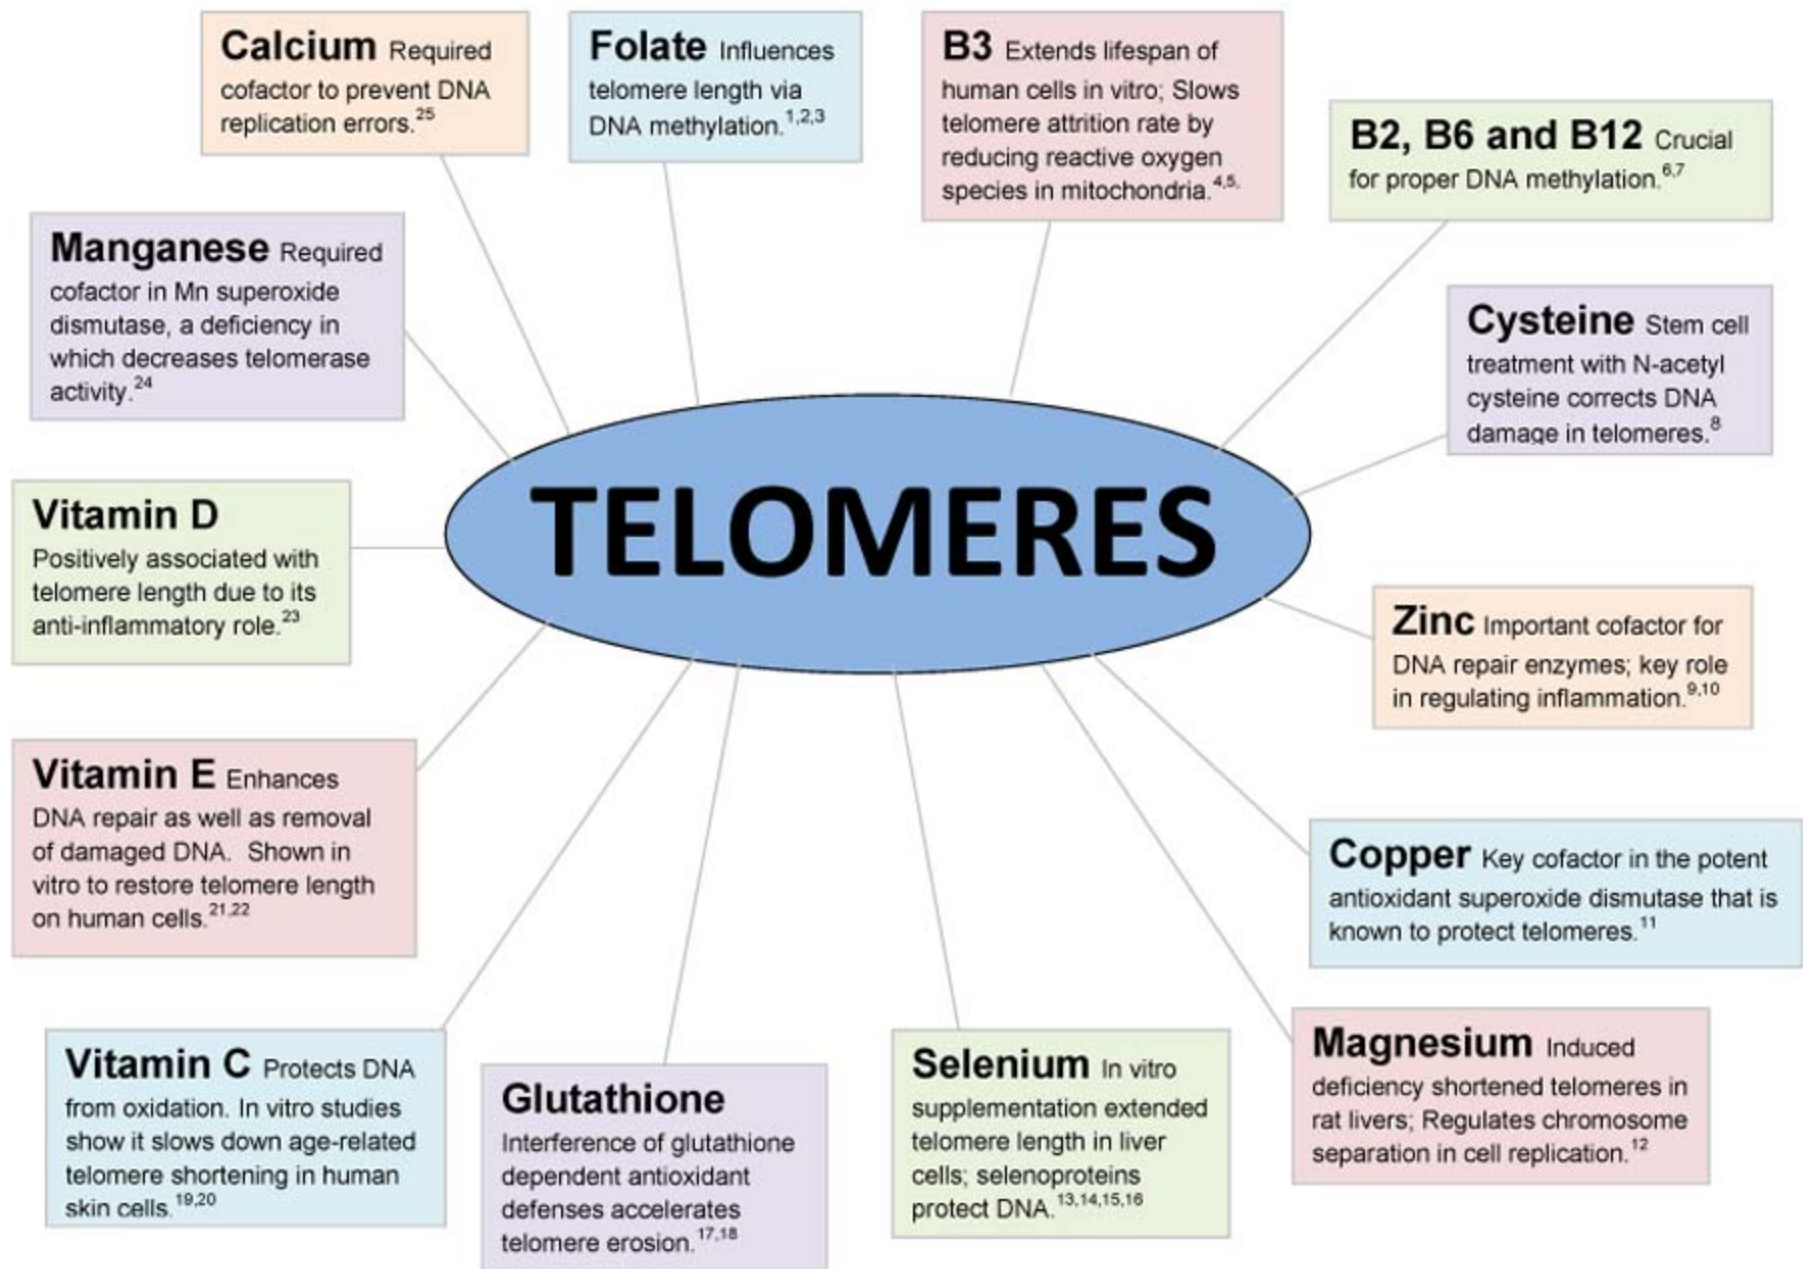 Calcium Required
cofactor to prevent DNA
replication errors.25
Folate Influences
telomere length via
DNA methylation.1,2,3
B3 Extends lifespan of
human cells in vitro; Slows
telomere attrition rate by
reducing reactive oxygen
species in mitochondria.4,5,
B2, B6 and B12 Crucial
for proper DNA methylation.6,7
Manganese Required
cofactor in Mn superoxide
dismutase, a deficiency in
which decreases telomerase
activity.24
Cysteine Stem cell
treatment with N-acetyl
cysteine corrects DNA
damage in telomeres.8
TELOMERES
Vitamin D
Positively associated with
telomere length due to its
anti-inflammatory role.23
Zinc Important cofactor for
DNA repair enzymes; key role
in regulating inflammation.9,10
Vitamin E Enhances
DNA repair as well as removal
of damaged DNA. Shown in
vitro to restore telomere length
on human cells.21,22
Copper Key cofactor in the potent
antioxidant superoxide dismutase that is
known to protect telomeres.11
Vitamin C Protects DNA
from oxidation. In vitro studies
show it slows down age-related
telomere shortening in human
skin cells.19,20
Glutathione
Interference of glutathione
dependent antioxidant
defenses accelerates
telomere erosion.17,18
Selenium In vitro
supplementation extended
telomere length in liver
cells; selenoproteins
protect DNA.13,14,15,16
Magnesium Induced
deficiency shortened telomeres in
rat livers; Regulates chromosome
separation in cell replication.12